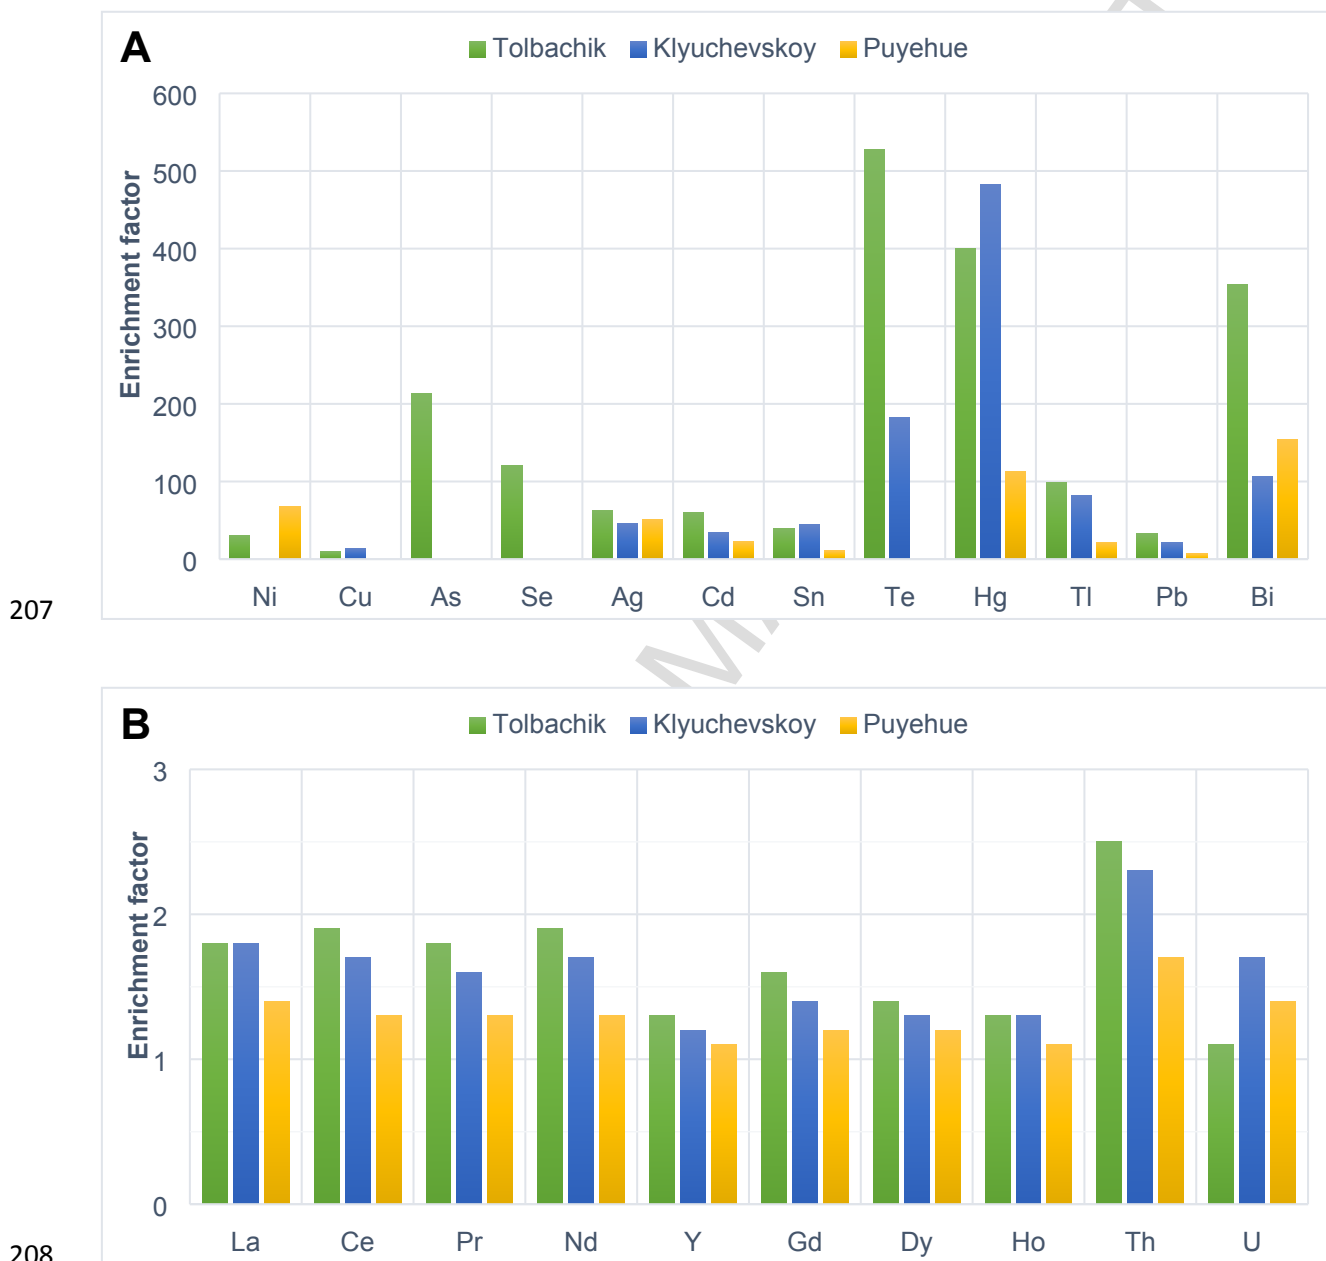 A
Tolbachik Klyuchevskoy Puyehue
600
500
400
300
200
100
0
Enrichment factor
Ni Cu As Se Ag Cd Sn Te Hg Tl Pb Bi
207
B
Tolbachik Klyuchevskoy Puyehue
3
2
1
0
Enrichment factor
La Ce Pr Nd Y Gd Dy Ho Th U
208